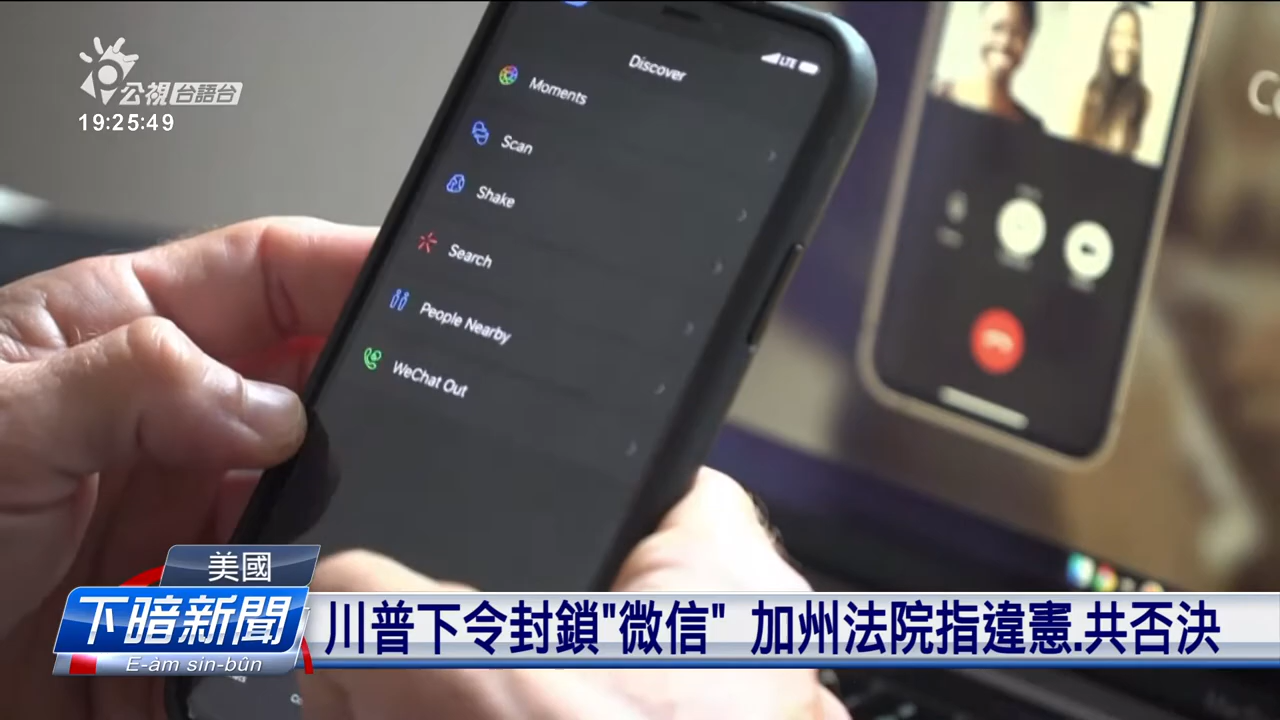 公視台語台
19:25:49
Discover
LTE
Moments
Scan
Shake
Search
People Nearby
WeChat Out
美國
下暗新聞
E-àm sin-bûn
川普下令封鎖"微信" 加州法院指違憲.共否決